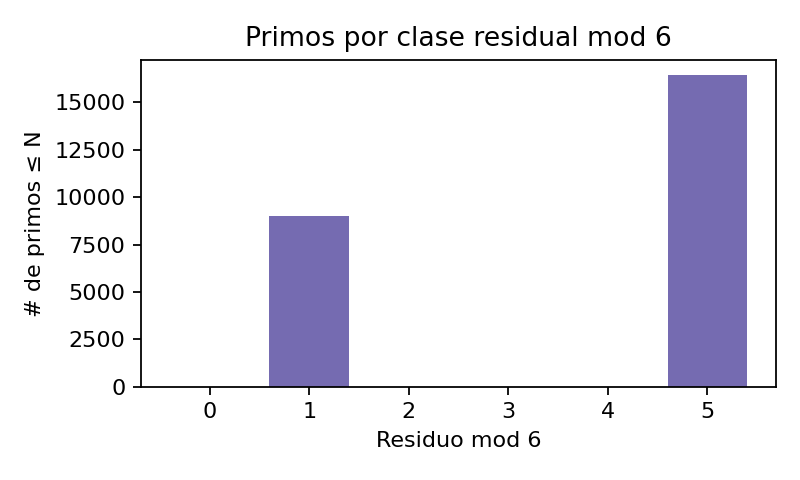 Primos por clase residual mod 6
# de primos ≤ N
15000
12500
10000
7500
5000
2500
0
0 1 2 3 4 5
Residuo mod 6